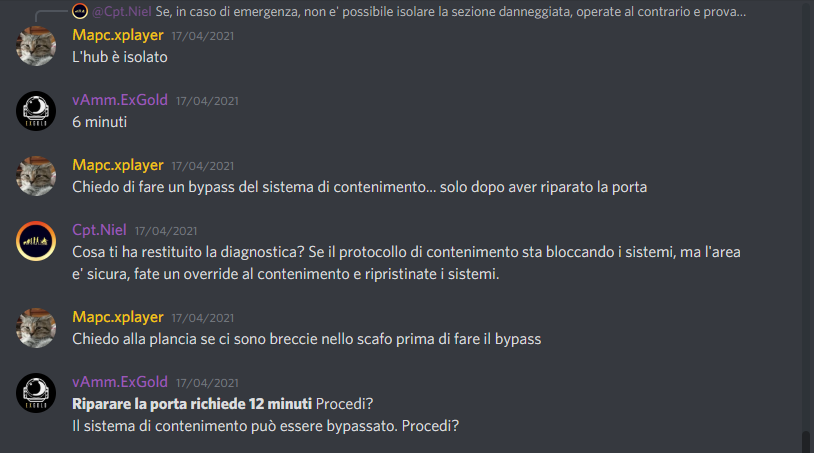 @Cpt.Niel Se, in caso di emergenza, non e' possibile isolare la sezione danneggiata, operate al contrario e prova...
Mapc.xplayer 17/04/2021
L'hub è isolato
vAmm.ExGold 17/04/2021
6 minuti
Mapc.xplayer 17/04/2021
Chiedo di fare un bypass del sistema di contenimento... solo dopo aver riparato la porta
Cpt.Niel 17/04/2021
Cosa ti ha restituito la diagnostica? Se il protocollo di contenimento sta bloccando i sistemi, ma l'area
e' sicura, fate un override al contenimento e ripristinate i sistemi.
Mapc.xplayer 17/04/2021
Chiedo alla plancia se ci sono breccie nello scafo prima di fare il bypass
vAmm.ExGold 17/04/2021
Riparare la porta richiede 12 minuti Procedi?
Il sistema di contenimento può essere bypassato. Procedi?